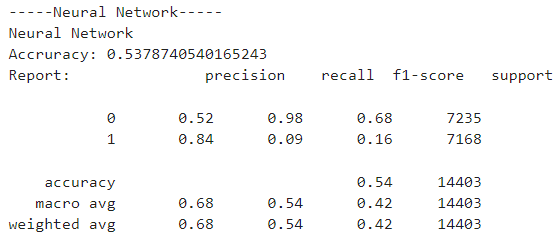 -----Neural Network-----
Neural Network
Accruracy: 0.5378740540165243
Report: precision recall f1-score support
0 0.52 0.98 0.68 7235
1 0.84 0.09 0.16 7168
accuracy 0.54 14403
macro avg 0.68 0.54 0.42 14403
weighted avg 0.68 0.54 0.42 14403